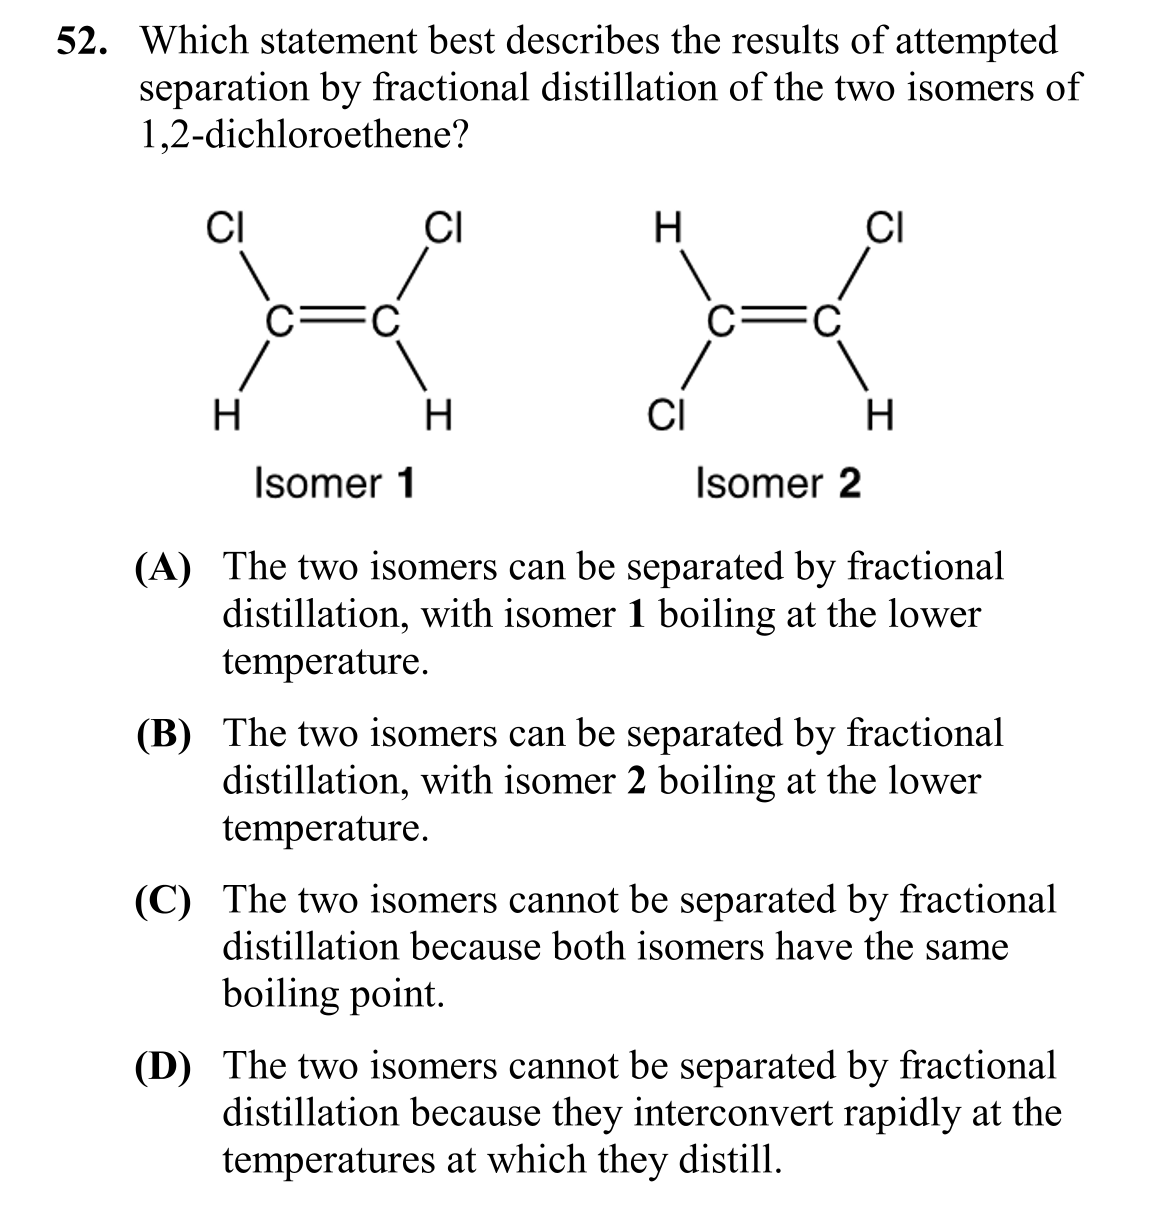 52. Which statement best describes the results of attempted
separation by fractional distillation of the two isomers of
1,2-dichloroethene?
Cl Cl H Cl
C=C C=C
H H Cl H
Isomer 1 Isomer 2
(A) The two isomers can be separated by fractional
distillation, with isomer 1 boiling at the lower
temperature.
(B) The two isomers can be separated by fractional
distillation, with isomer 2 boiling at the lower
temperature.
(C) The two isomers cannot be separated by fractional
distillation because both isomers have the same
boiling point.
(D) The two isomers cannot be separated by fractional
distillation because they interconvert rapidly at the
temperatures at which they distill.